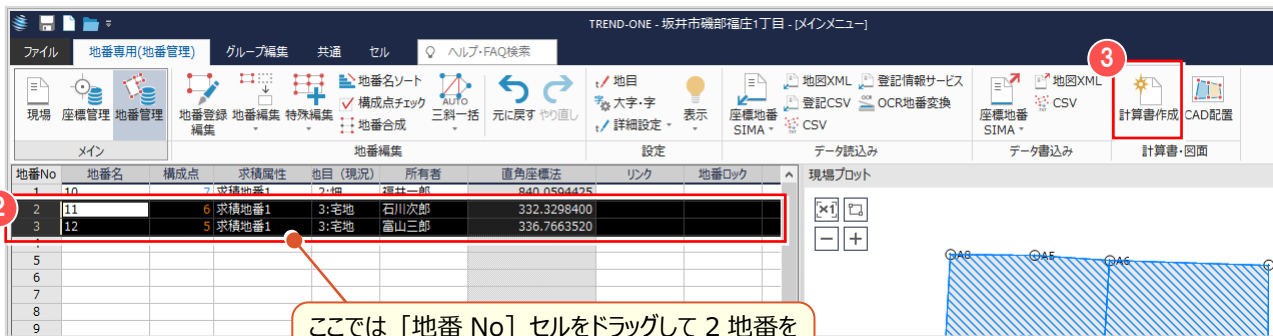 TREND-ONE - 坂井市磯部福庄1丁目 - [メインメニュー]
ファイル 地番専用(地番管理) グループ編集 共通 セル ヘルプ・FAQ検索
3
現場 座標管理 地番管理
メイン
地番登録編集 地番編集 特殊編集 地番名ソート 構成点チェック 地番合成 AUTO 三斜一括 元に戻す やり直し
地番編集
地目 大字・字 詳細設定 表示
設定
座標地番 SIMA 地図XML 登記CSV CSV 登記情報サービス OCR地番変換
データ読込み
座標地番 SIMA 地図XML CSV
データ書込み
計算書作成 CAD配置
計算書・図面
地番No 地番名 構成点 求積属性 地目（現況） 所有者 直角座標法 リンク 地番ロック
1 10 7 求積地番1 2:畑 福井一郎 840.0594425
2
2 11 6 求積地番1 3:宅地 石川次郎 332.3298400
3 12 5 求積地番1 3:宅地 富山三郎 336.7663520
4
5
6
7
8
9
現場プロット
×1
A8 A5 A6
ここでは［地番 No］セルをドラッグして 2 地番を